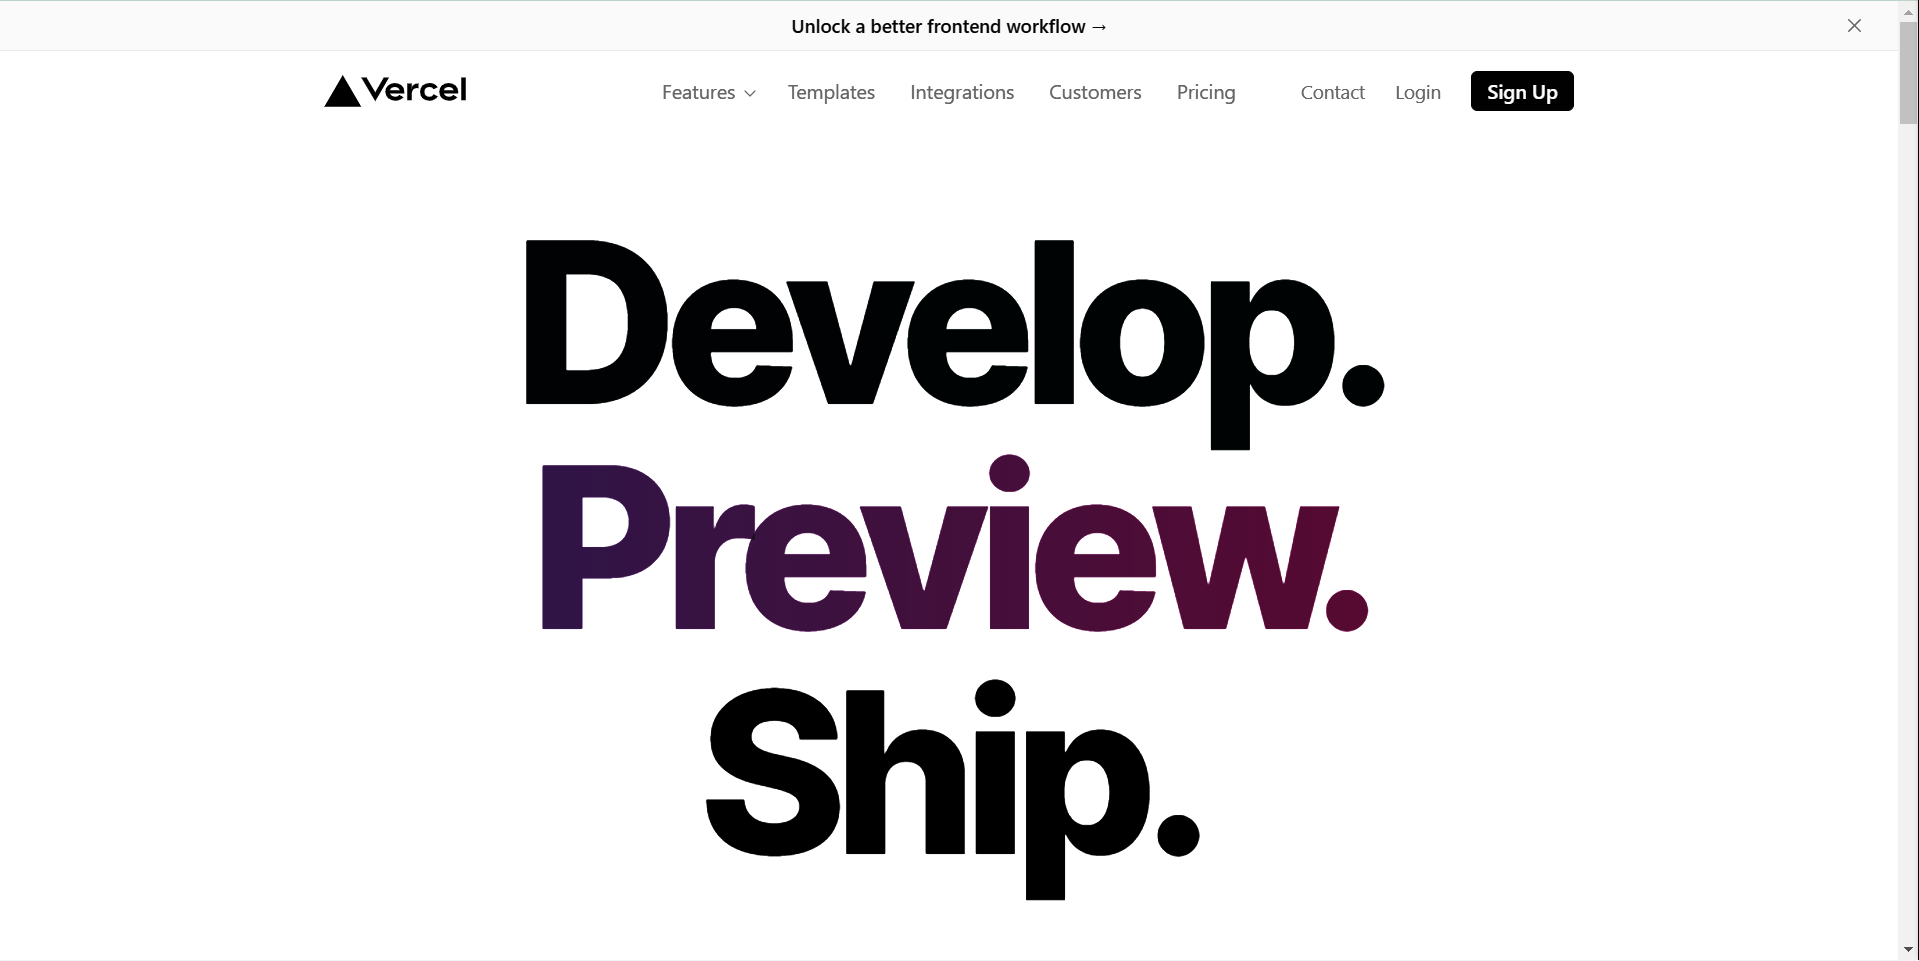 Unlock a better frontend workflow →
Vercel Features Templates Integrations Customers Pricing Contact Login Sign Up
Develop.
Preview.
Ship.